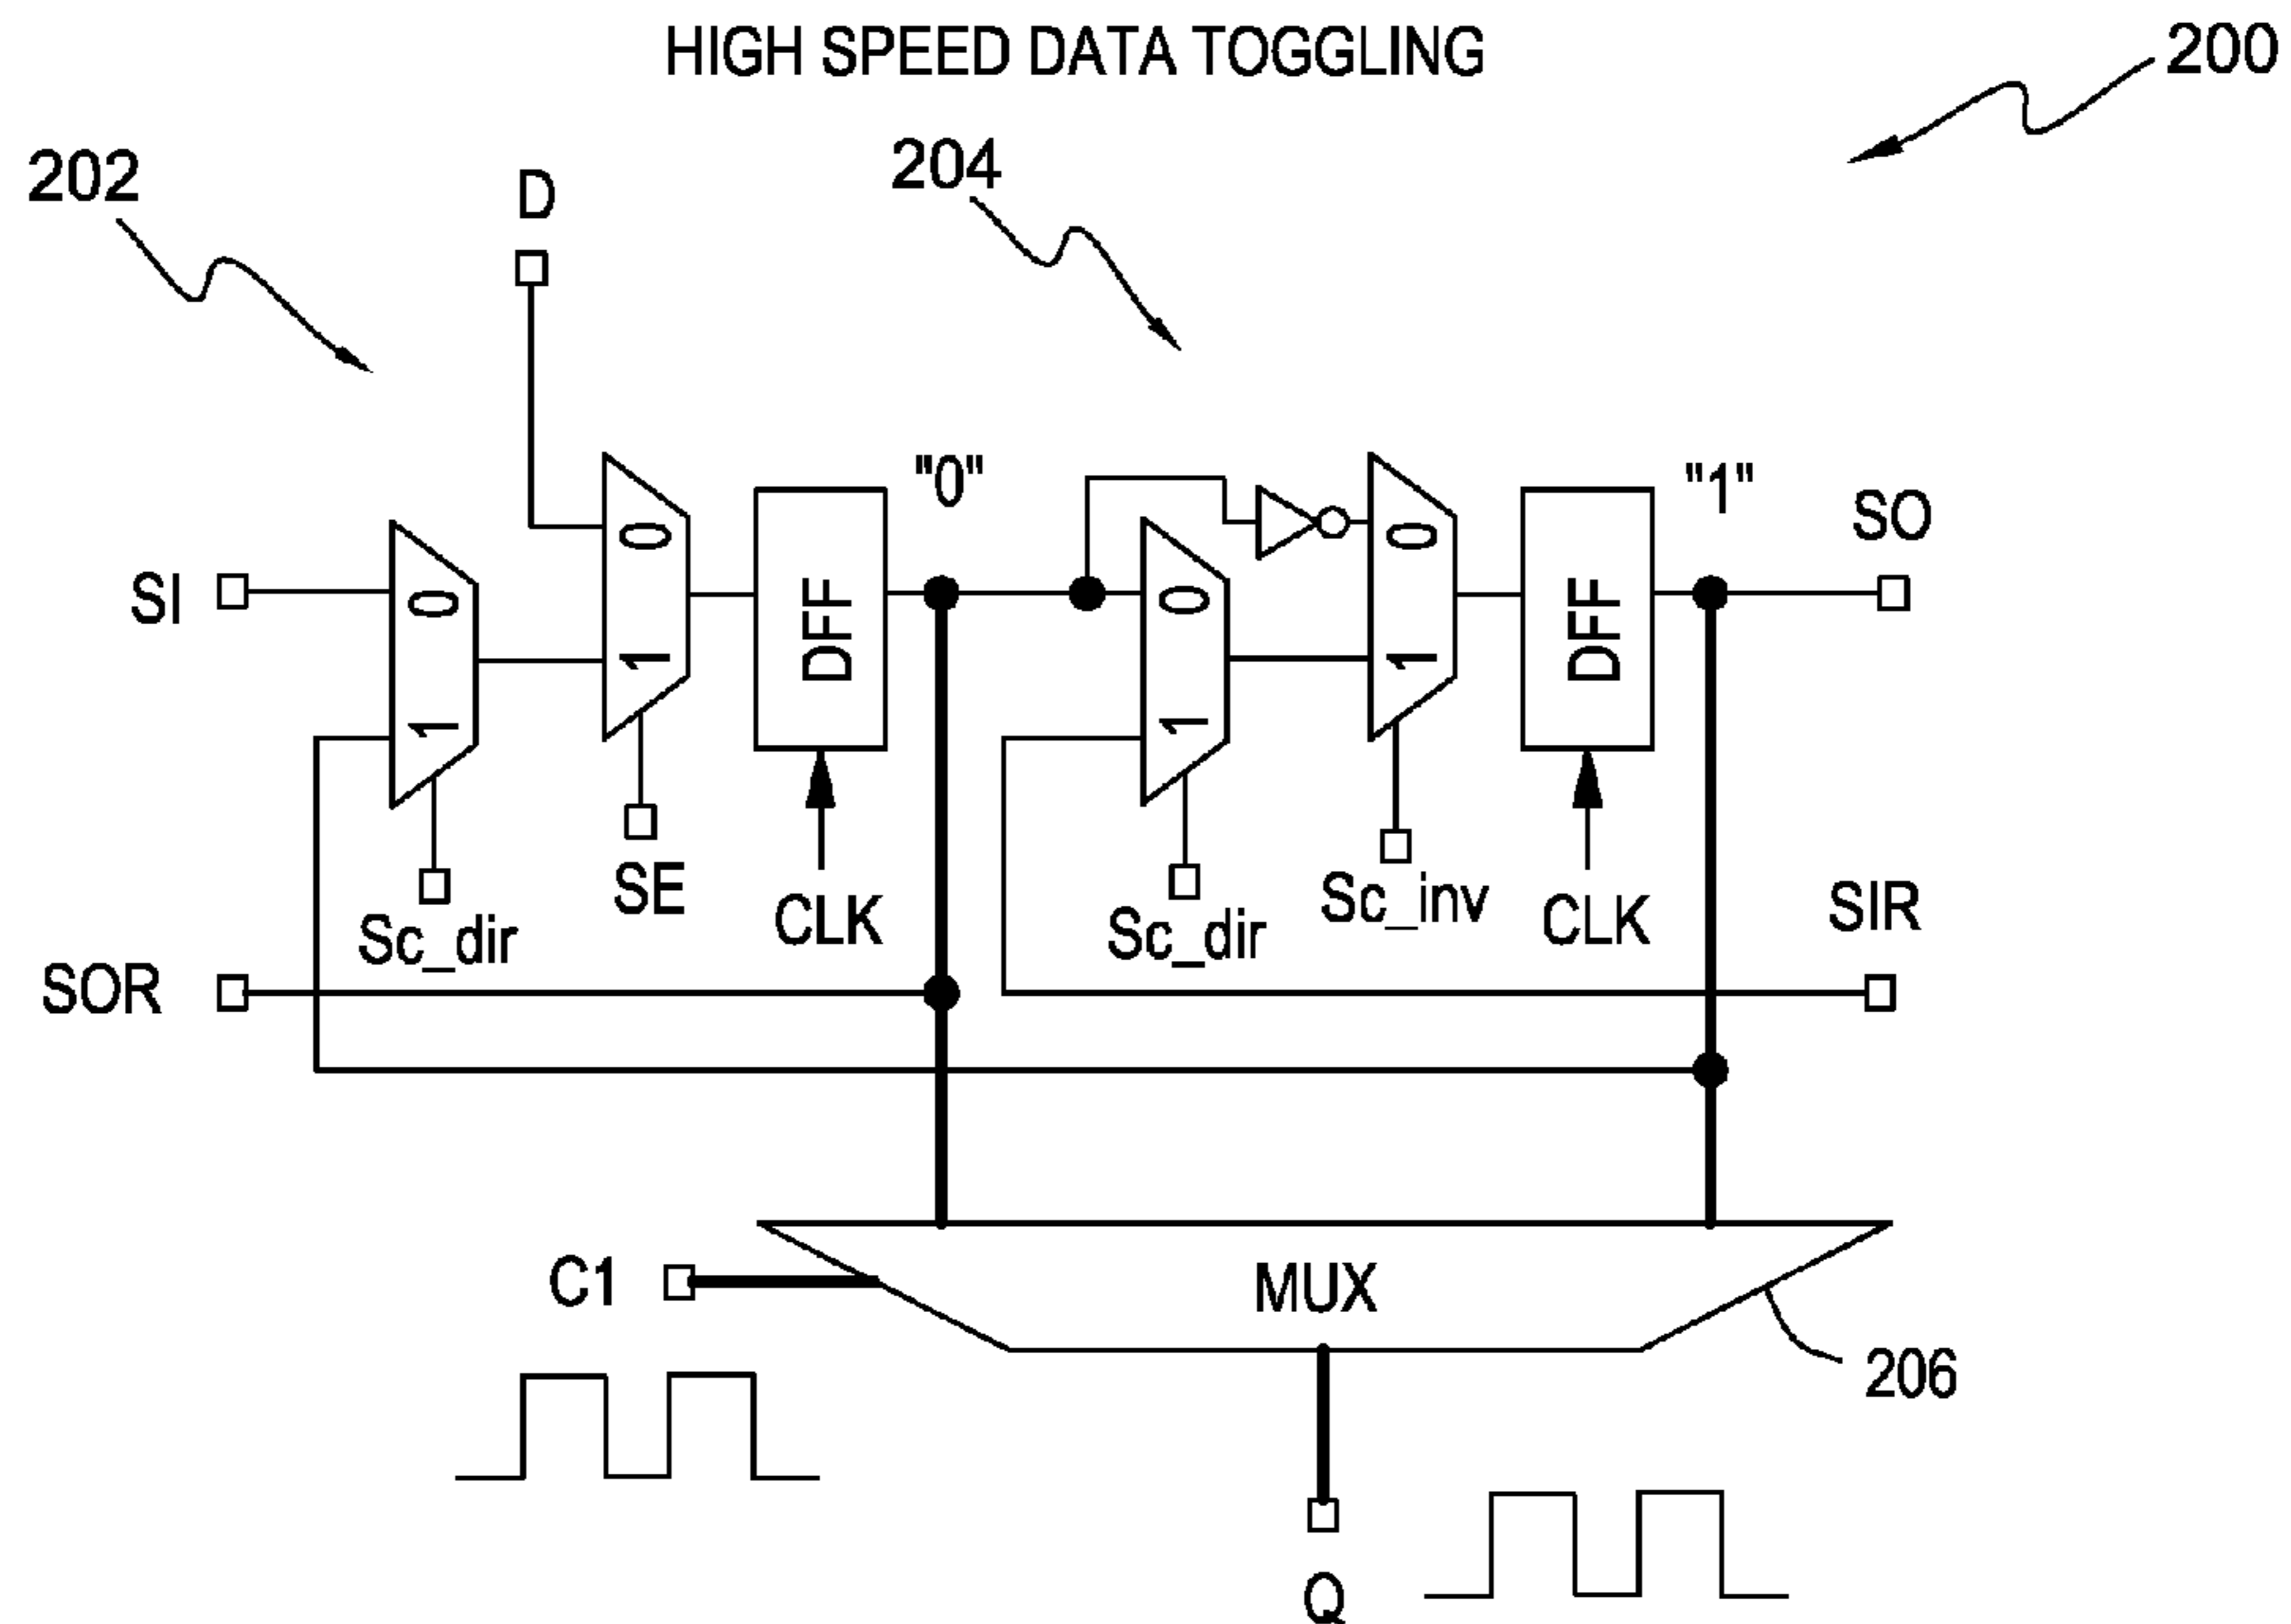 HIGH SPEED DATA TOGGLING
200
202
204
D
"0"
"1"
SO
SI
0
1
0
1
DFF
0
1
0
1
DFF
Sc_dir
SE
CLK
Sc_dir
Sc_inv
CLK
SIR
SOR
C1
MUX
206
Q